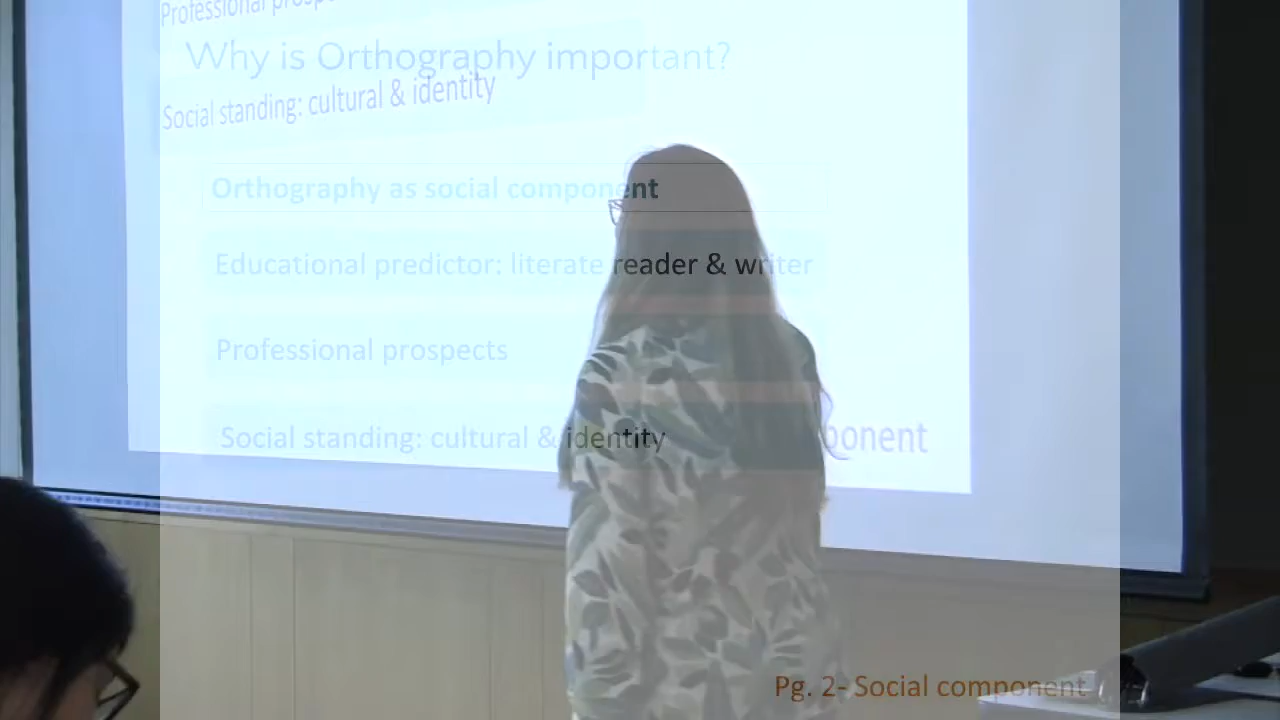 Professional
Why is Orthography important?
Social standing: cultural & identity
Orthography as social component
Educational predictor: literate reader & writer
Professional prospects
Social standing: cultural & identity
ponent
Pg. 2- Social component